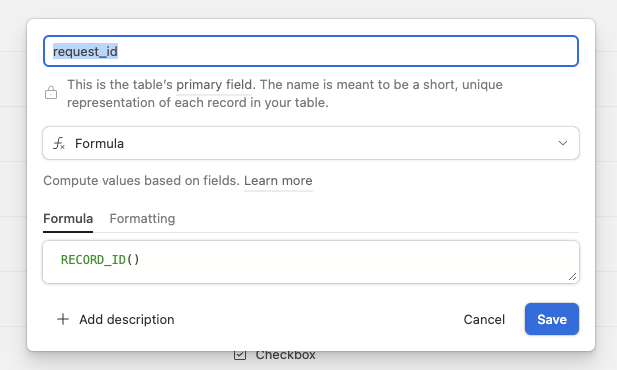 request_id
This is the table's primary field. The name is meant to be a short, unique
representation of each record in your table.
Formula
Compute values based on fields. Learn more
Formula Formatting
RECORD_ID()
Add description Cancel Save
Checkbox